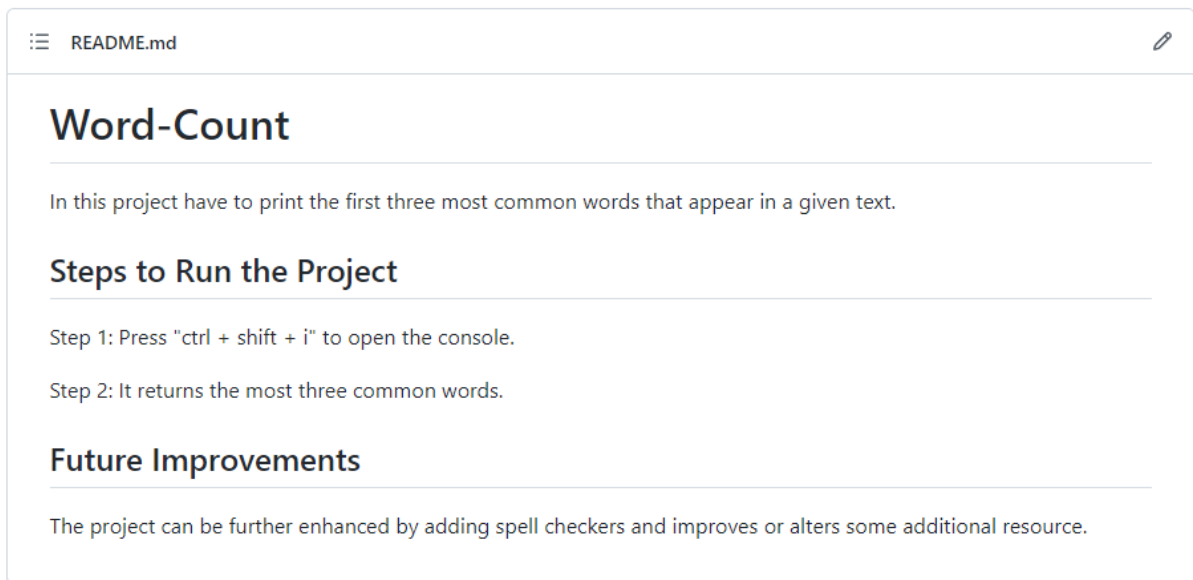 README.md
Word-Count
In this project have to print the first three most common words that appear in a given text.
Steps to Run the Project
Step 1: Press "ctrl + shift + i" to open the console.
Step 2: It returns the most three common words.
Future Improvements
The project can be further enhanced by adding spell checkers and improves or alters some additional resource.